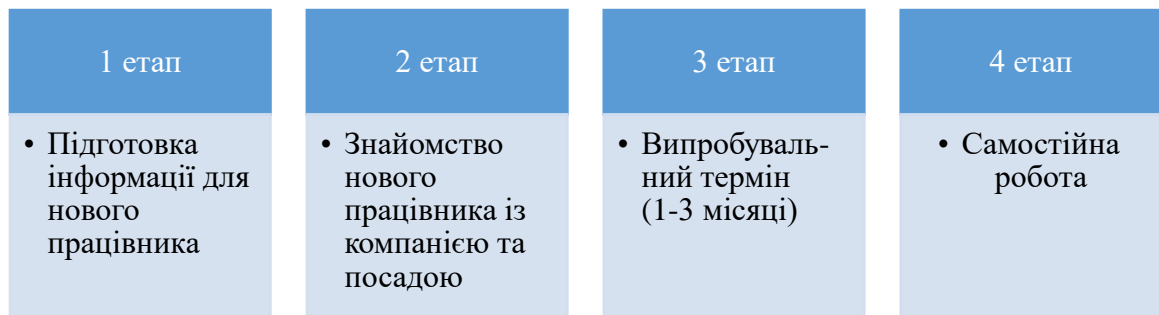 1 етап
• Підготовка
інформації для
нового
працівника
2 етап
• Знайомство
нового
працівника із
компанією та
посадою
3 етап
• Випробуваль-
ний термін
(1-3 місяці)
4 етап
• Самостійна
робота